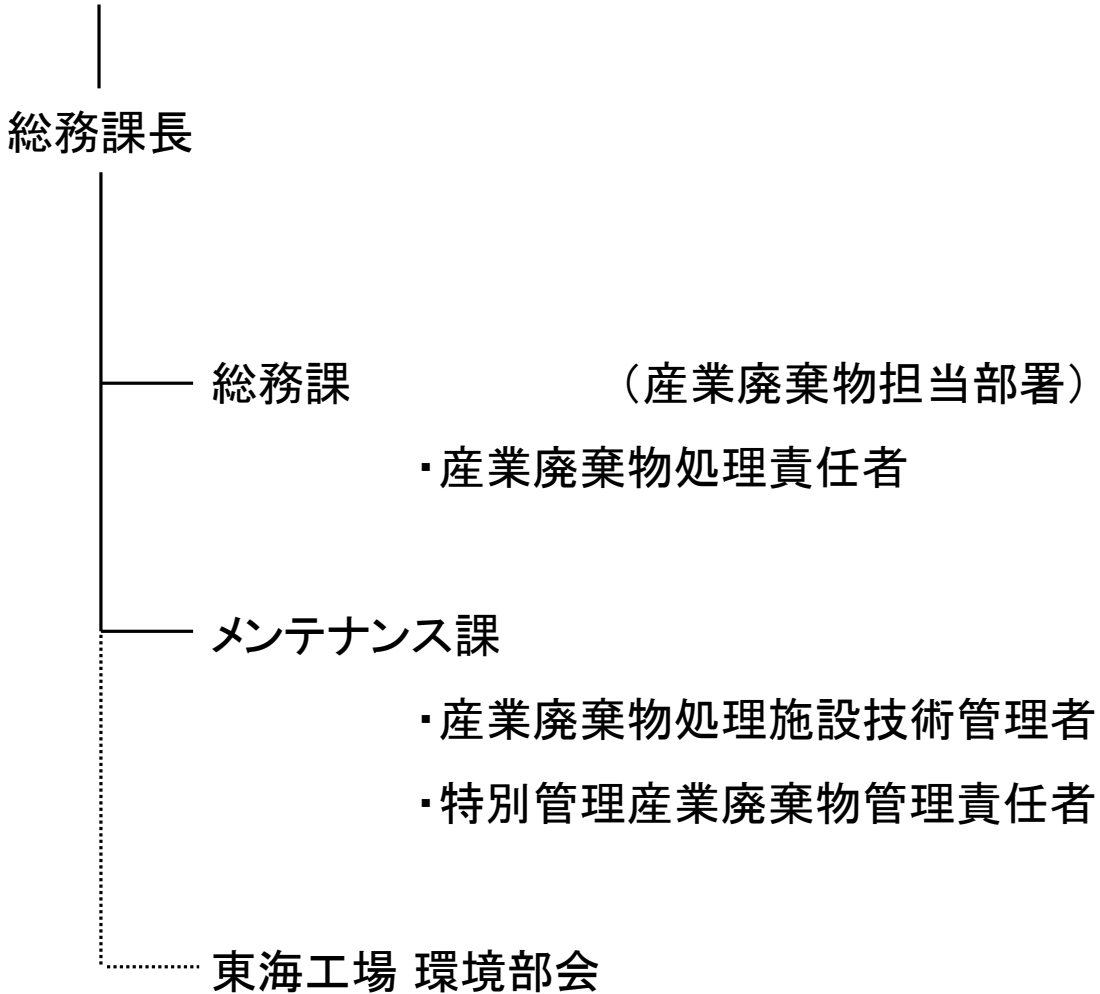 総務課長
総務課 （産業廃棄物担当部署）
・産業廃棄物処理責任者
メンテナンス課
・産業廃棄物処理施設技術管理者
・特別管理産業廃棄物管理責任者
東海工場 環境部会